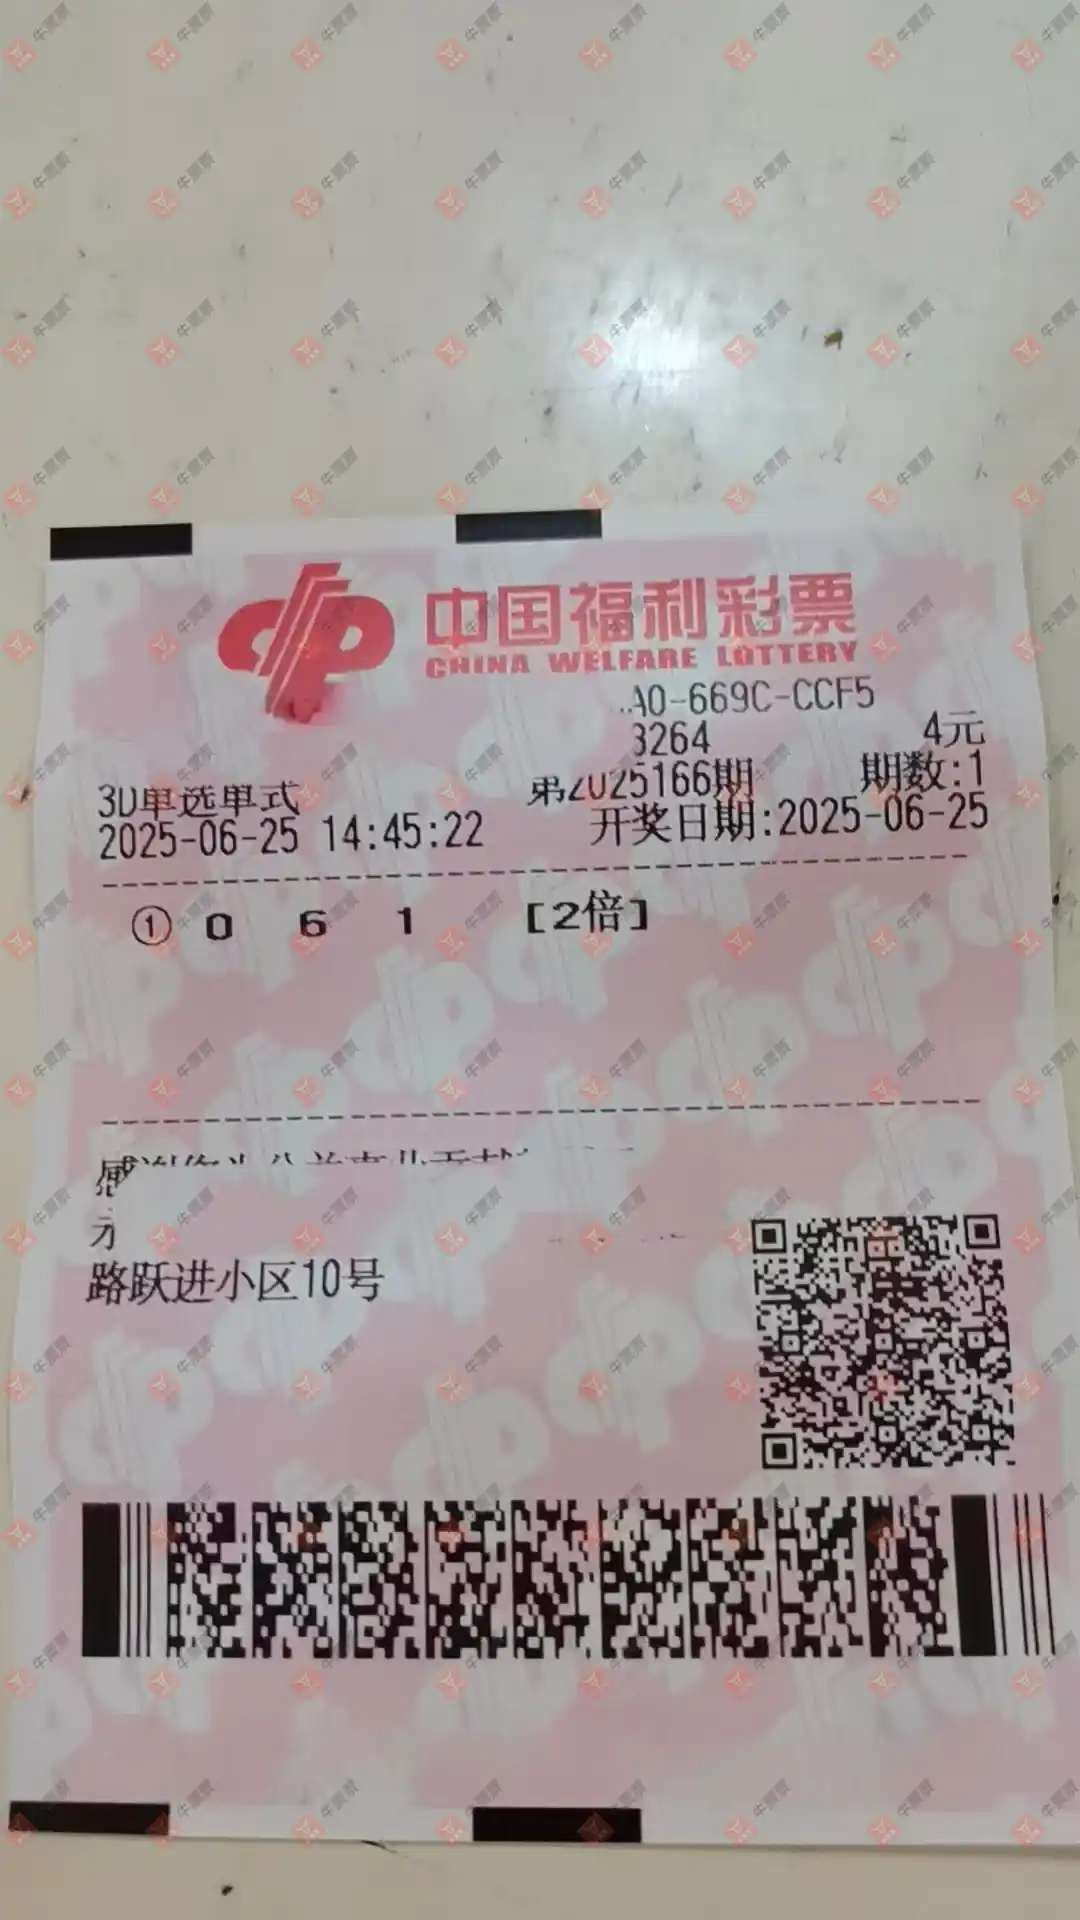 中国福利彩票
CHINA WELFARE LOTTERY
A0-669C-CCF5
3264 4元
3D单选单式 第2025166期 期数:1
2025-06-25 14:45:22 开奖日期:2025-06-25
① 0 6 1 [2倍]
路跃进小区10号
牛票票